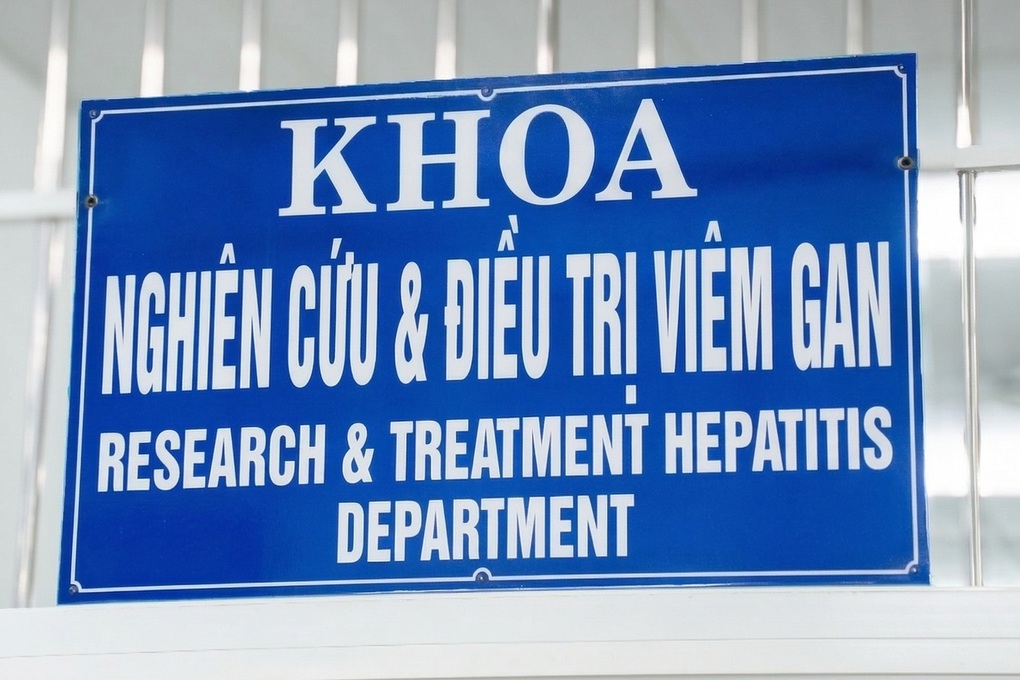 KHOA
NGHIÊN CỨU & ĐIỀU TRỊ VIÊM GAN
RESEARCH & TREATMENT HEPATITIS
DEPARTMENT